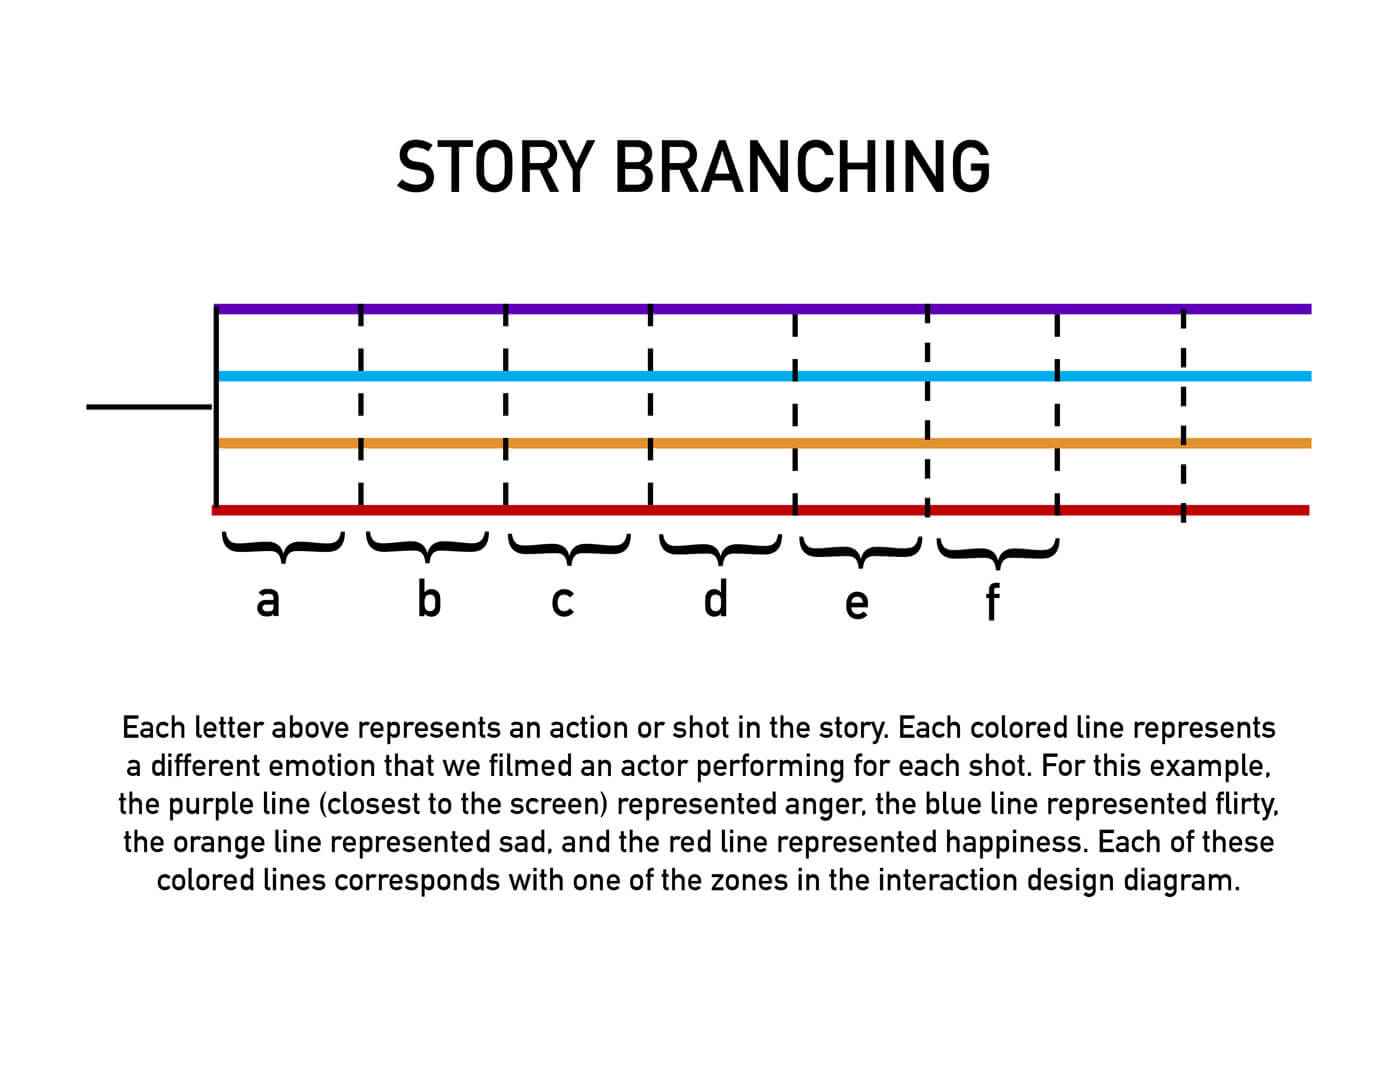 STORY BRANCHING
a b c d e f
Each letter above represents an action or shot in the story. Each colored line represents
a different emotion that we filmed an actor performing for each shot. For this example,
the purple line (closest to the screen) represented anger, the blue line represented flirty,
the orange line represented sad, and the red line represented happiness. Each of these
colored lines corresponds with one of the zones in the interaction design diagram.